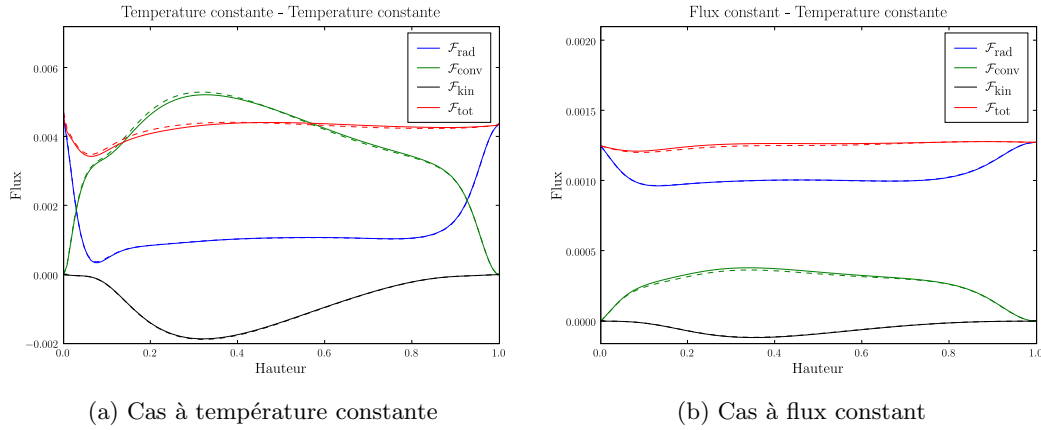 Temperature constante - Temperature constante
Flux
0.006
0.004
0.002
0.000
−0.002
0.0 0.2 0.4 0.6 0.8 1.0
Hauteur
ℱrad
ℱconv
ℱkin
ℱtot
(a) Cas à température constante
Flux constant - Temperature constante
Flux
0.0020
0.0015
0.0010
0.0005
0.0000
0.0 0.2 0.4 0.6 0.8 1.0
Hauteur
ℱrad
ℱconv
ℱkin
ℱtot
(b) Cas à flux constant